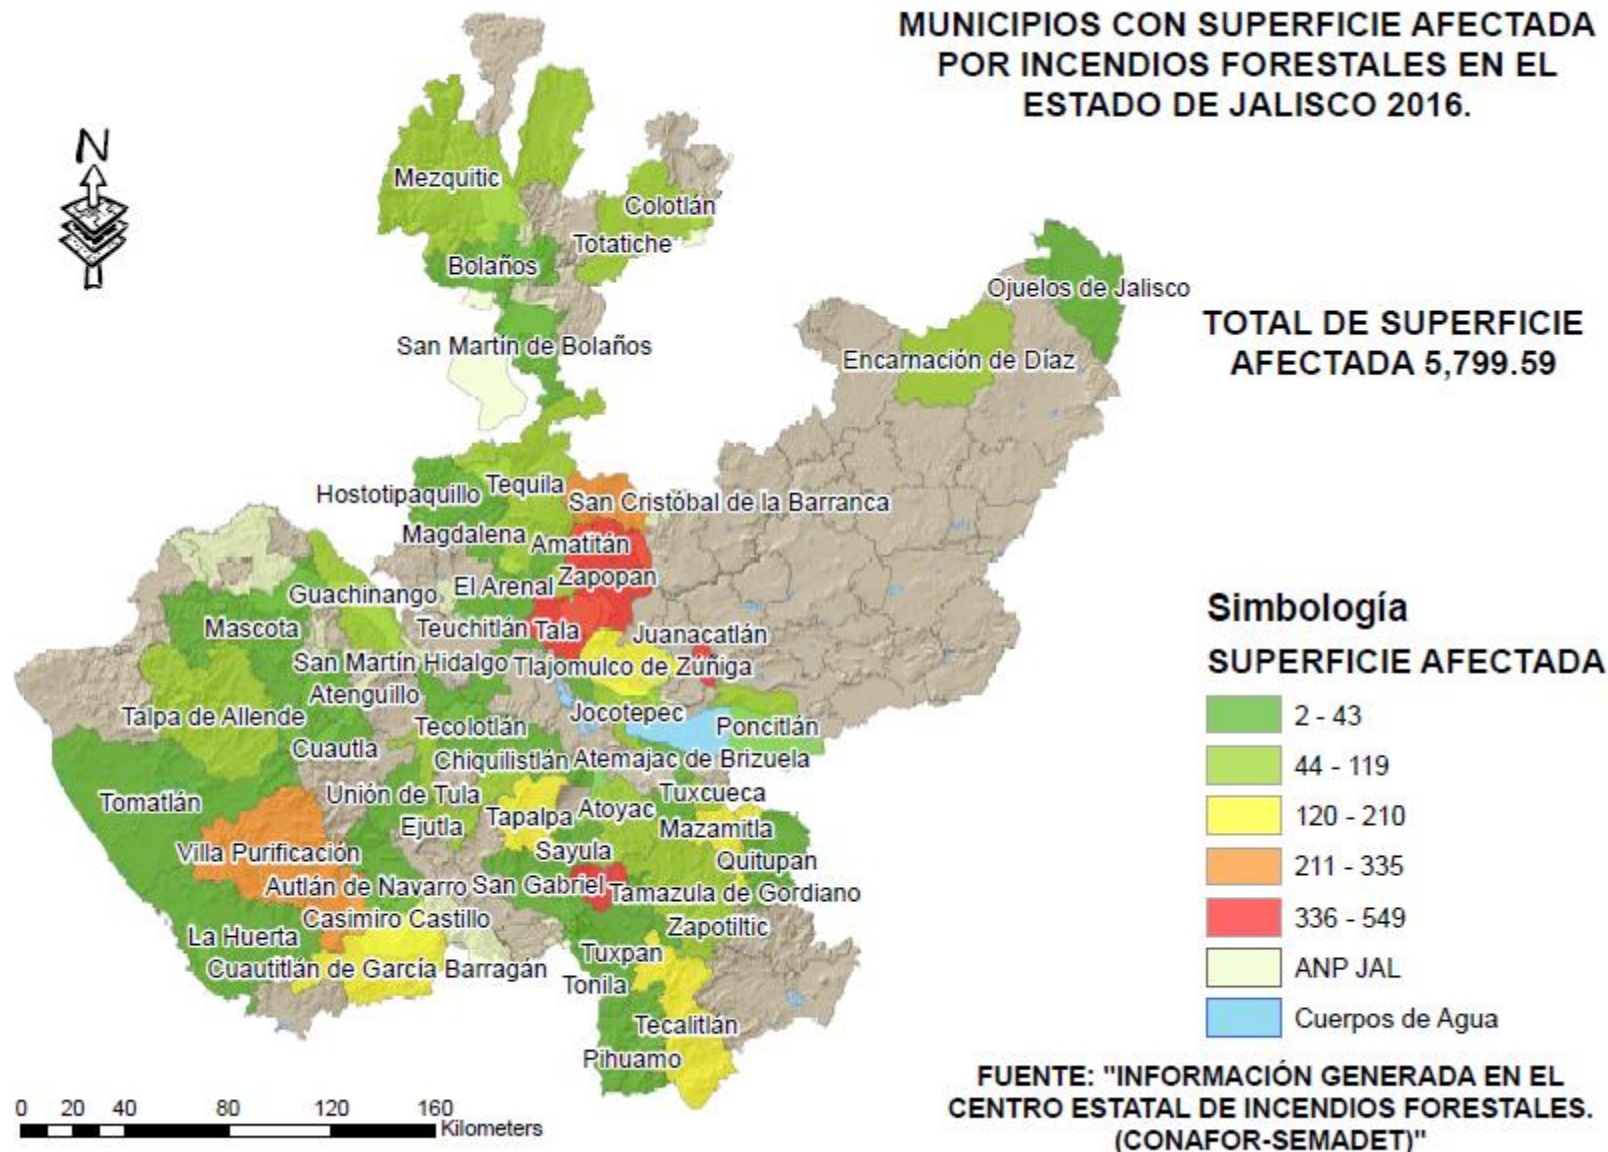 MUNICIPIOS CON SUPERFICIE AFECTADA
POR INCENDIOS FORESTALES EN EL
ESTADO DE JALISCO 2016.
N
Mezquitic
Colotlán
Totatiche
Bolaños
Ojuelos de Jalisco
TOTAL DE SUPERFICIE
AFECTADA 5,799.59
San Martín de Bolaños
Encarnación de Díaz
Hostotipaquillo
Tequila
San Cristóbal de la Barranca
Magdalena
Amatitán
El Arenal
Zapopan
Guachinango
Mascota
Teuchitlán
Tala
Juanacatlán
San Martín Hidalgo
Tlajomulco de Zúñiga
Atenguillo
Talpa de Allende
Tecolotlán
Jocotepec
Poncitlán
Cuautla
Chiquilistlán
Atemajac de Brizuela
Tomatlán
Unión de Tula
Tuxcueca
Ejutla
Tapalpa
Atoyac
Mazamitla
Villa Purificación
Sayula
Quitupan
Autlán de Navarro
San Gabriel
Tamazula de Gordiano
Casimiro Castillo
Zapotiltic
La Huerta
Tuxpan
Cuautitlán de García Barragán
Tonila
Tecalitlán
Pihuamo
Simbología
SUPERFICIE AFECTADA
2 - 43
44 - 119
120 - 210
211 - 335
336 - 549
ANP JAL
Cuerpos de Agua
0 20 40 80 120 160
Kilometers
FUENTE: "INFORMACIÓN GENERADA EN EL
CENTRO ESTATAL DE INCENDIOS FORESTALES.
(CONAFOR-SEMADET)"